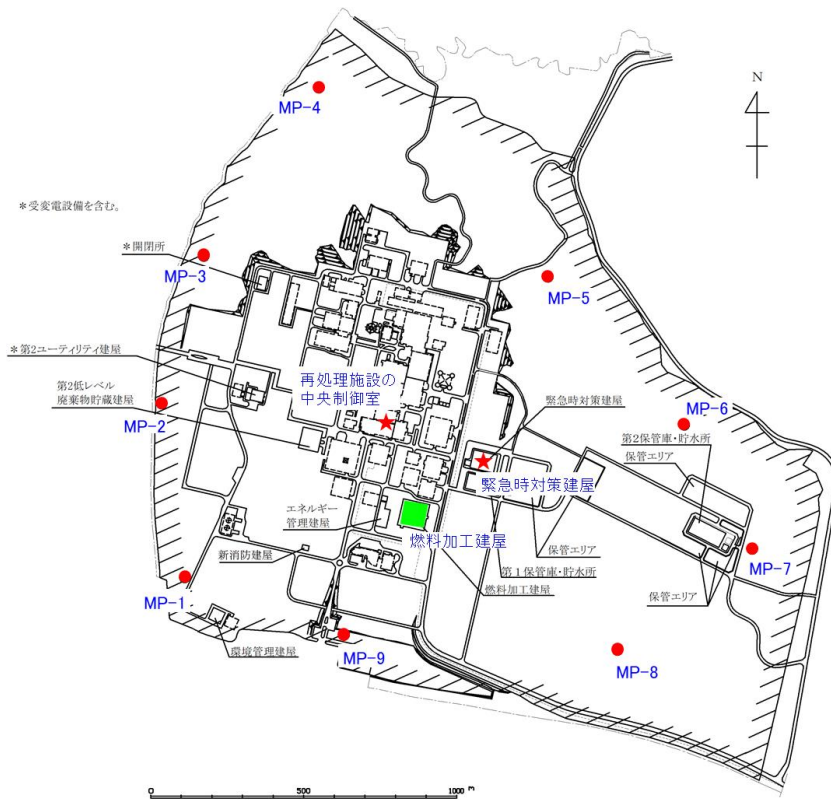 MP-4
N
＊受変電設備を含む。
＊開閉所
MP-3
MP-5
＊第2ユーティリティ建屋
第2低レベル
廃棄物貯蔵建屋
再処理施設の
中央制御室
MP-2
緊急時対策建屋
MP-6
第2保管庫・貯水所
保管エリア
緊急時対策建屋
エネルギー
管理建屋
燃料加工建屋
新消防建屋
保管エリア
MP-7
第１保管庫・貯水所
燃料加工建屋
保管エリア
MP-1
環境管理建屋
MP-9
MP-8
0
500
1000 m